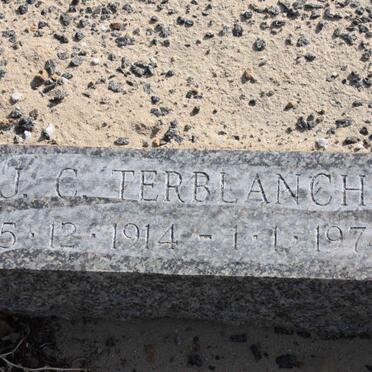 J. C. TERBLANCH
5 · 12 · 1914 - 1 · 1 · 197